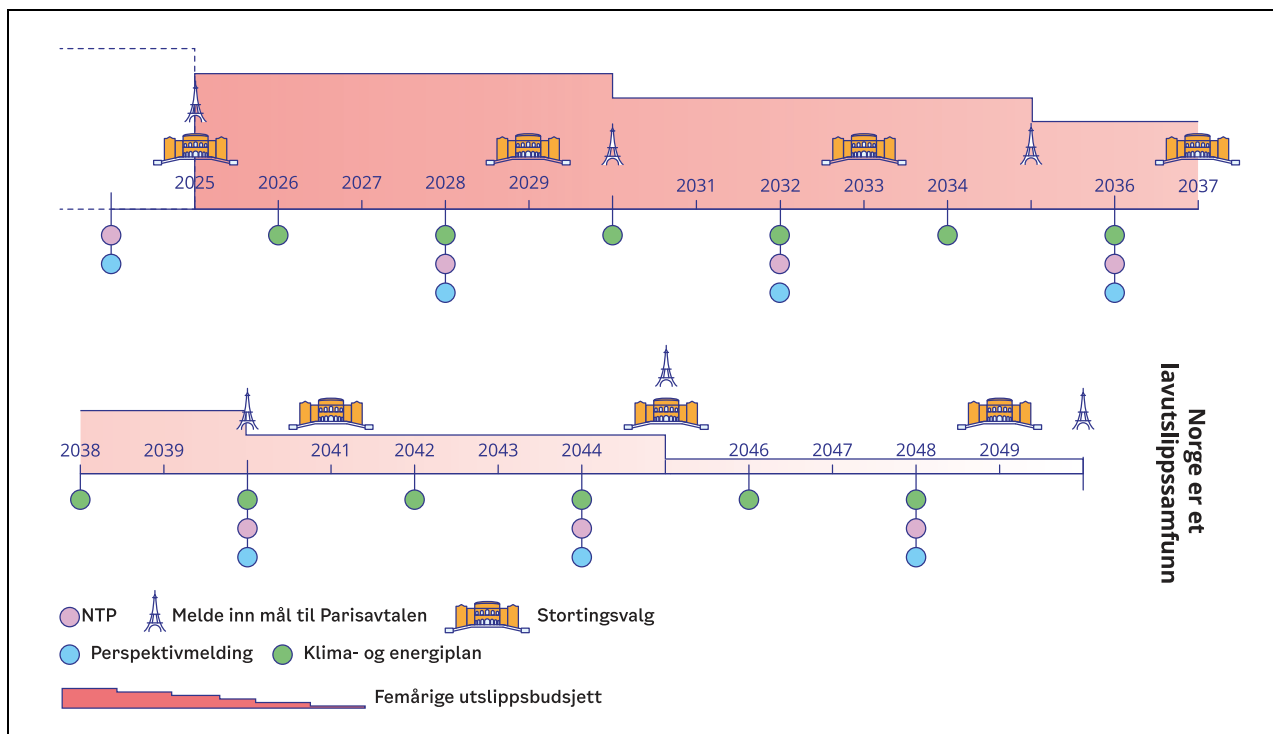 2025 2026 2027 2028 2029 2031 2032 2033 2034 2036 2037
2038 2039 2041 2042 2043 2044 2046 2047 2048 2049
Norge er et
lavutslippssamfunn
NTP Melde inn mål til Parisavtalen Stortingsvalg
Perspektivmelding Klima- og energiplan
Femårige utslippsbudsjett